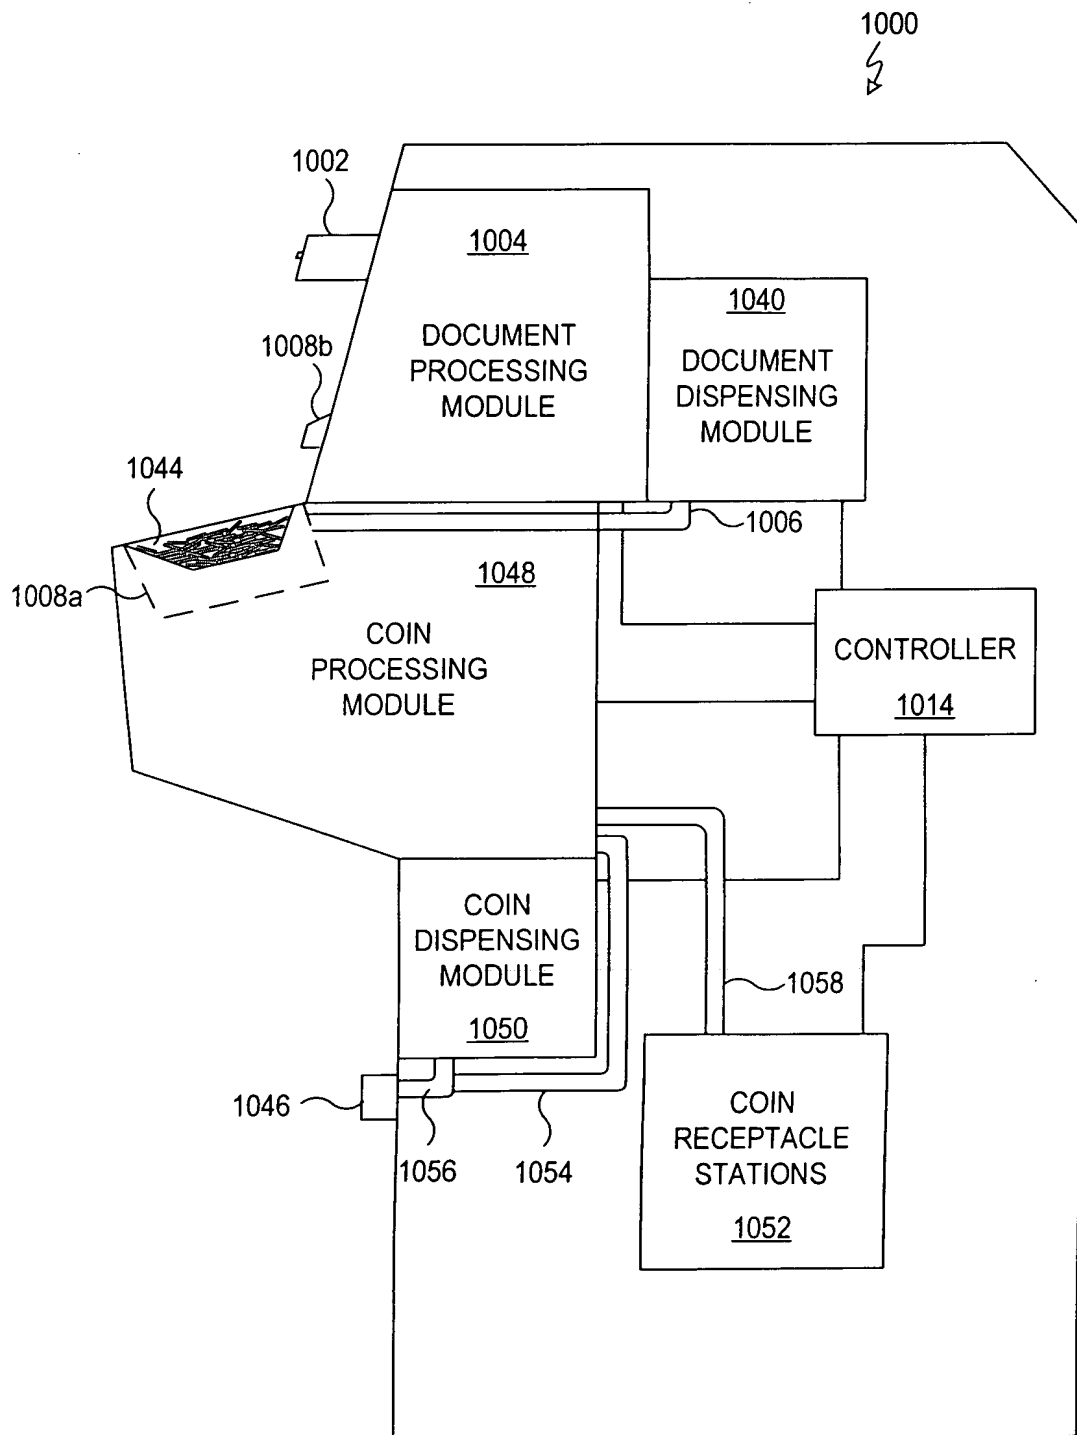 1000
1002
1004
DOCUMENT
PROCESSING
MODULE
1040
DOCUMENT
DISPENSING
MODULE
1008b
1044
1006
1008a
1048
COIN
PROCESSING
MODULE
CONTROLLER
1014
COIN
DISPENSING
MODULE
1050
1058
1046
1056
1054
COIN
RECEPTACLE
STATIONS
1052